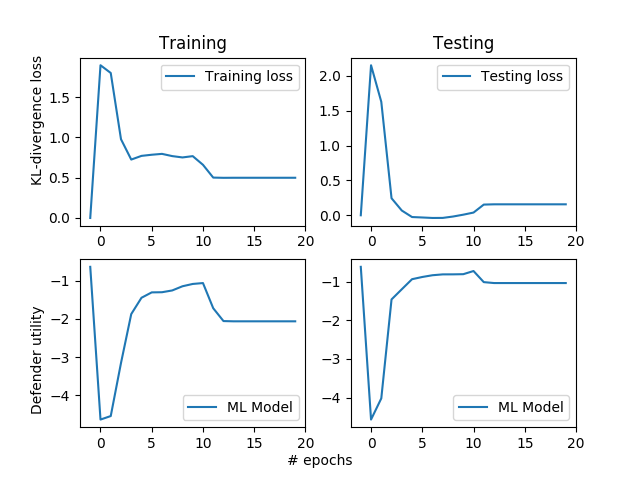 Training
Testing
KL-divergence loss
Training loss
Testing loss
1.5
1.0
0.5
0.0
2.0
1.5
1.0
0.5
0.0
0 5 10 15 20
0 5 10 15 20
Defender utility
−1
−2
−3
−4
−1
−2
−3
−4
ML Model
ML Model
0 5 10 15 20
0 5 10 15 20
# epochs